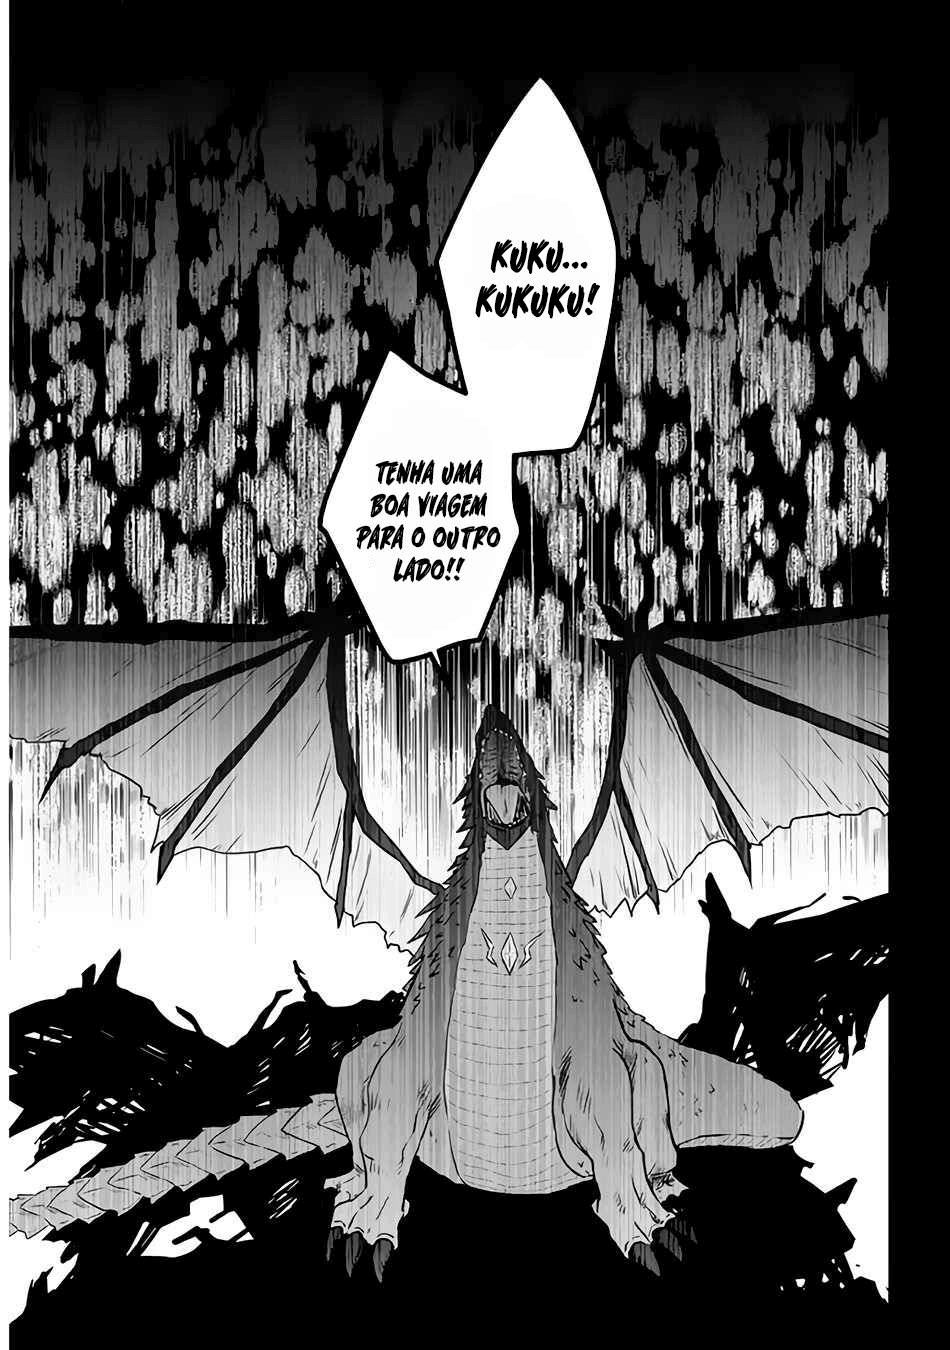 KUKU...
KUKUKU!
TENHA UMA
BOA VIAGEM
PARA O OUTRO
LADO!!